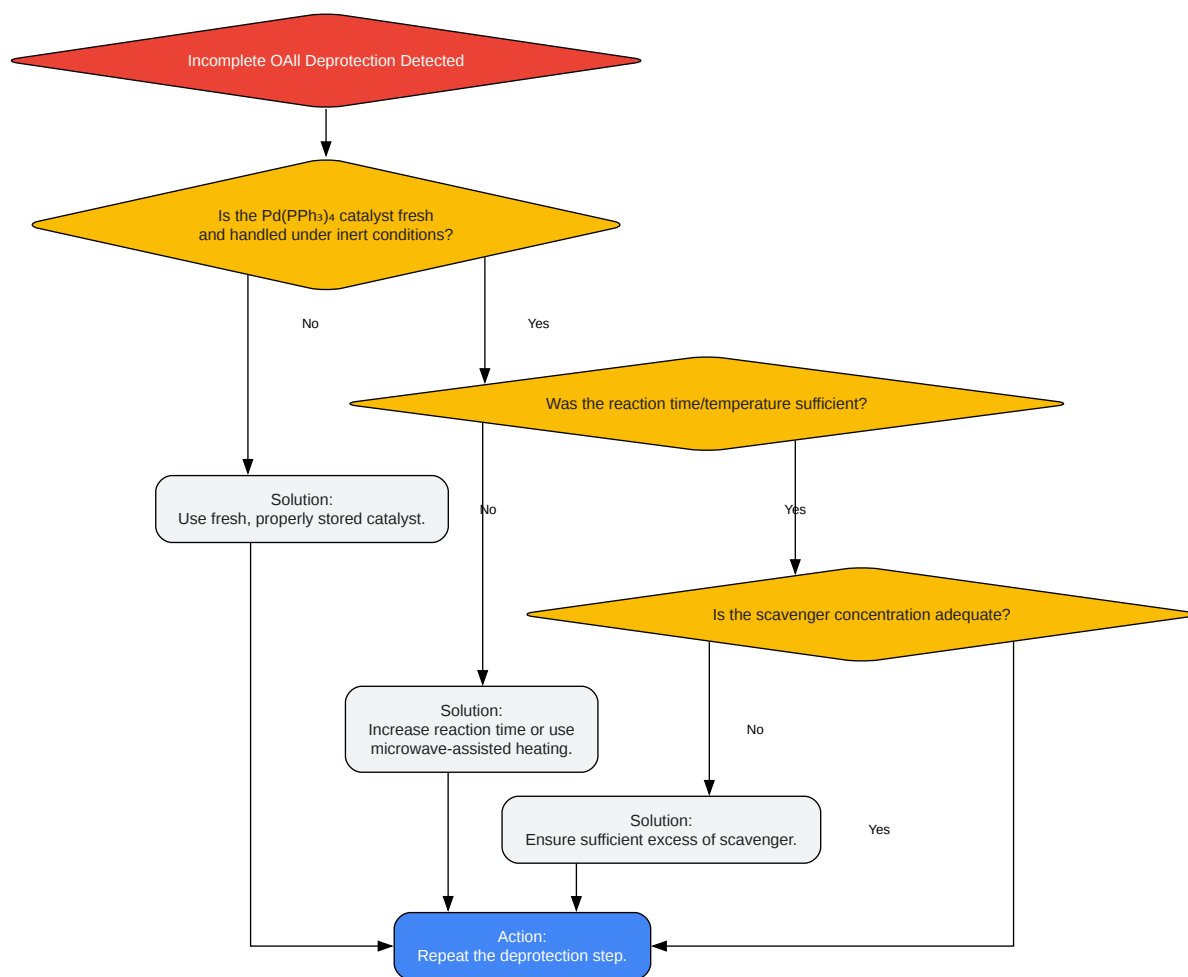 Incomplete OAll Deprotection Detected
Is the Pd(PPh₃)₄ catalyst fresh
and handled under inert conditions?
No
Yes
Was the reaction time/temperature sufficient?
Solution:
Use fresh, properly stored catalyst.
No
Yes
Is the scavenger concentration adequate?
Solution:
Increase reaction time or use
microwave-assisted heating.
No
Solution:
Ensure sufficient excess of scavenger.
Yes
Action:
Repeat the deprotection step.